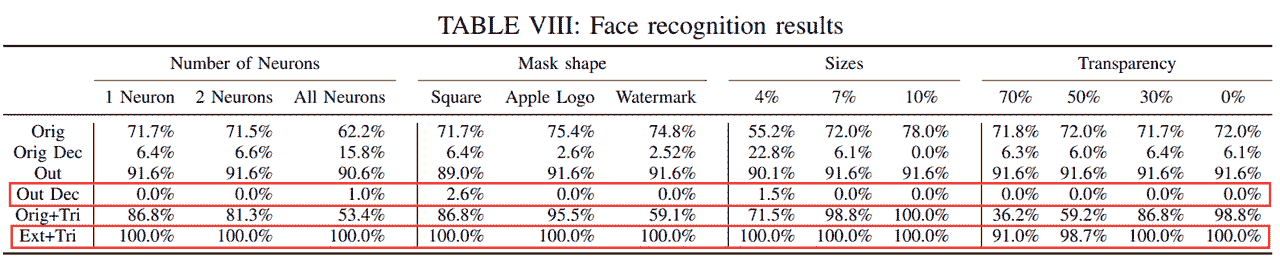 TABLE VIII: Face recognition results
Number of Neurons Mask shape Sizes Transparency
1 Neuron 2 Neurons All Neurons Square Apple Logo Watermark 4% 7% 10% 70% 50% 30% 0%
Orig 71.7% 71.5% 62.2% 71.7% 75.4% 74.8% 55.2% 72.0% 78.0% 71.8% 72.0% 71.7% 72.0%
Orig Dec 6.4% 6.6% 15.8% 6.4% 2.6% 2.52% 22.8% 6.1% 0.0% 6.3% 6.0% 6.4% 6.1%
Out 91.6% 91.6% 90.6% 89.0% 91.6% 91.6% 90.1% 91.6% 91.6% 91.6% 91.6% 91.6% 91.6%
Out Dec 0.0% 0.0% 1.0% 2.6% 0.0% 0.0% 1.5% 0.0% 0.0% 0.0% 0.0% 0.0% 0.0%
Orig+Tri 86.8% 81.3% 53.4% 86.8% 95.5% 59.1% 71.5% 98.8% 100.0% 36.2% 59.2% 86.8% 98.8%
Ext+Tri 100.0% 100.0% 100.0% 100.0% 100.0% 100.0% 100.0% 100.0% 100.0% 91.0% 98.7% 100.0% 100.0%